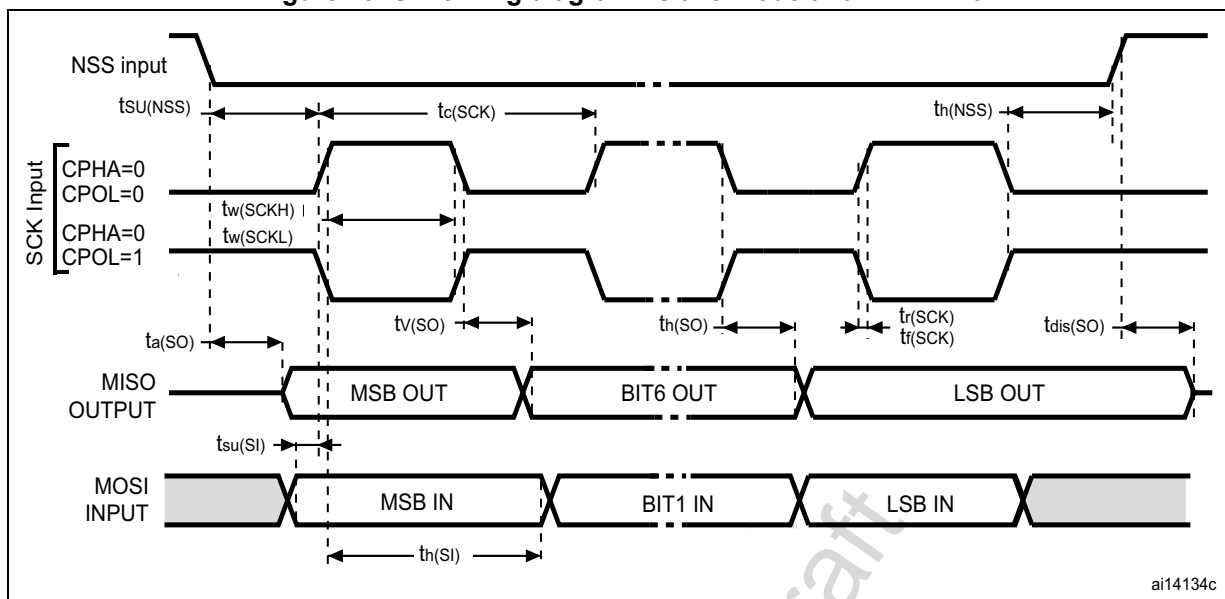 NSS input
tSU(NSS)
tc(SCK)
th(NSS)
SCK Input
CPHA=0
CPOL=0
tw(SCKH)
CPHA=0
CPOL=1
tw(SCKL)
ta(SO)
tV(SO)
th(SO)
tr(SCK)
tf(SCK)
tdis(SO)
MISO
OUTPUT
MSB OUT
BIT6 OUT
LSB OUT
tsu(SI)
MOSI
INPUT
MSB IN
BIT1 IN
LSB IN
th(SI)
raft
ai14134c